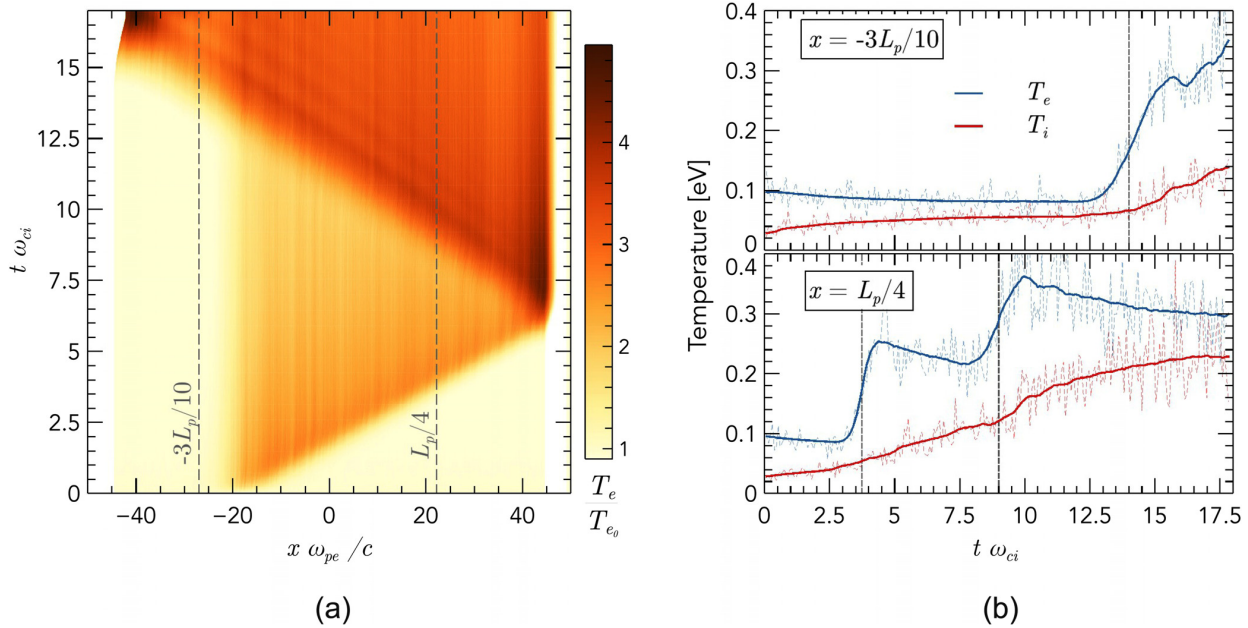 15
12.5
10
7.5
5
2.5
0
t ω_ci
-3L_p/10
L_p/4
−40
−20
0
20
40
x ω_pe /c
4
3
2
1
T_e
T_e₀
(a)
0.4
0.3
0.2
0.1
0
x = -3L_p/10
T_e
T_i
Temperature [eV]
0.4
0.3
0.2
0.1
0
x = L_p/4
0
2.5
5
7.5
10
12.5
15
17.5
t ω_ci
(b)